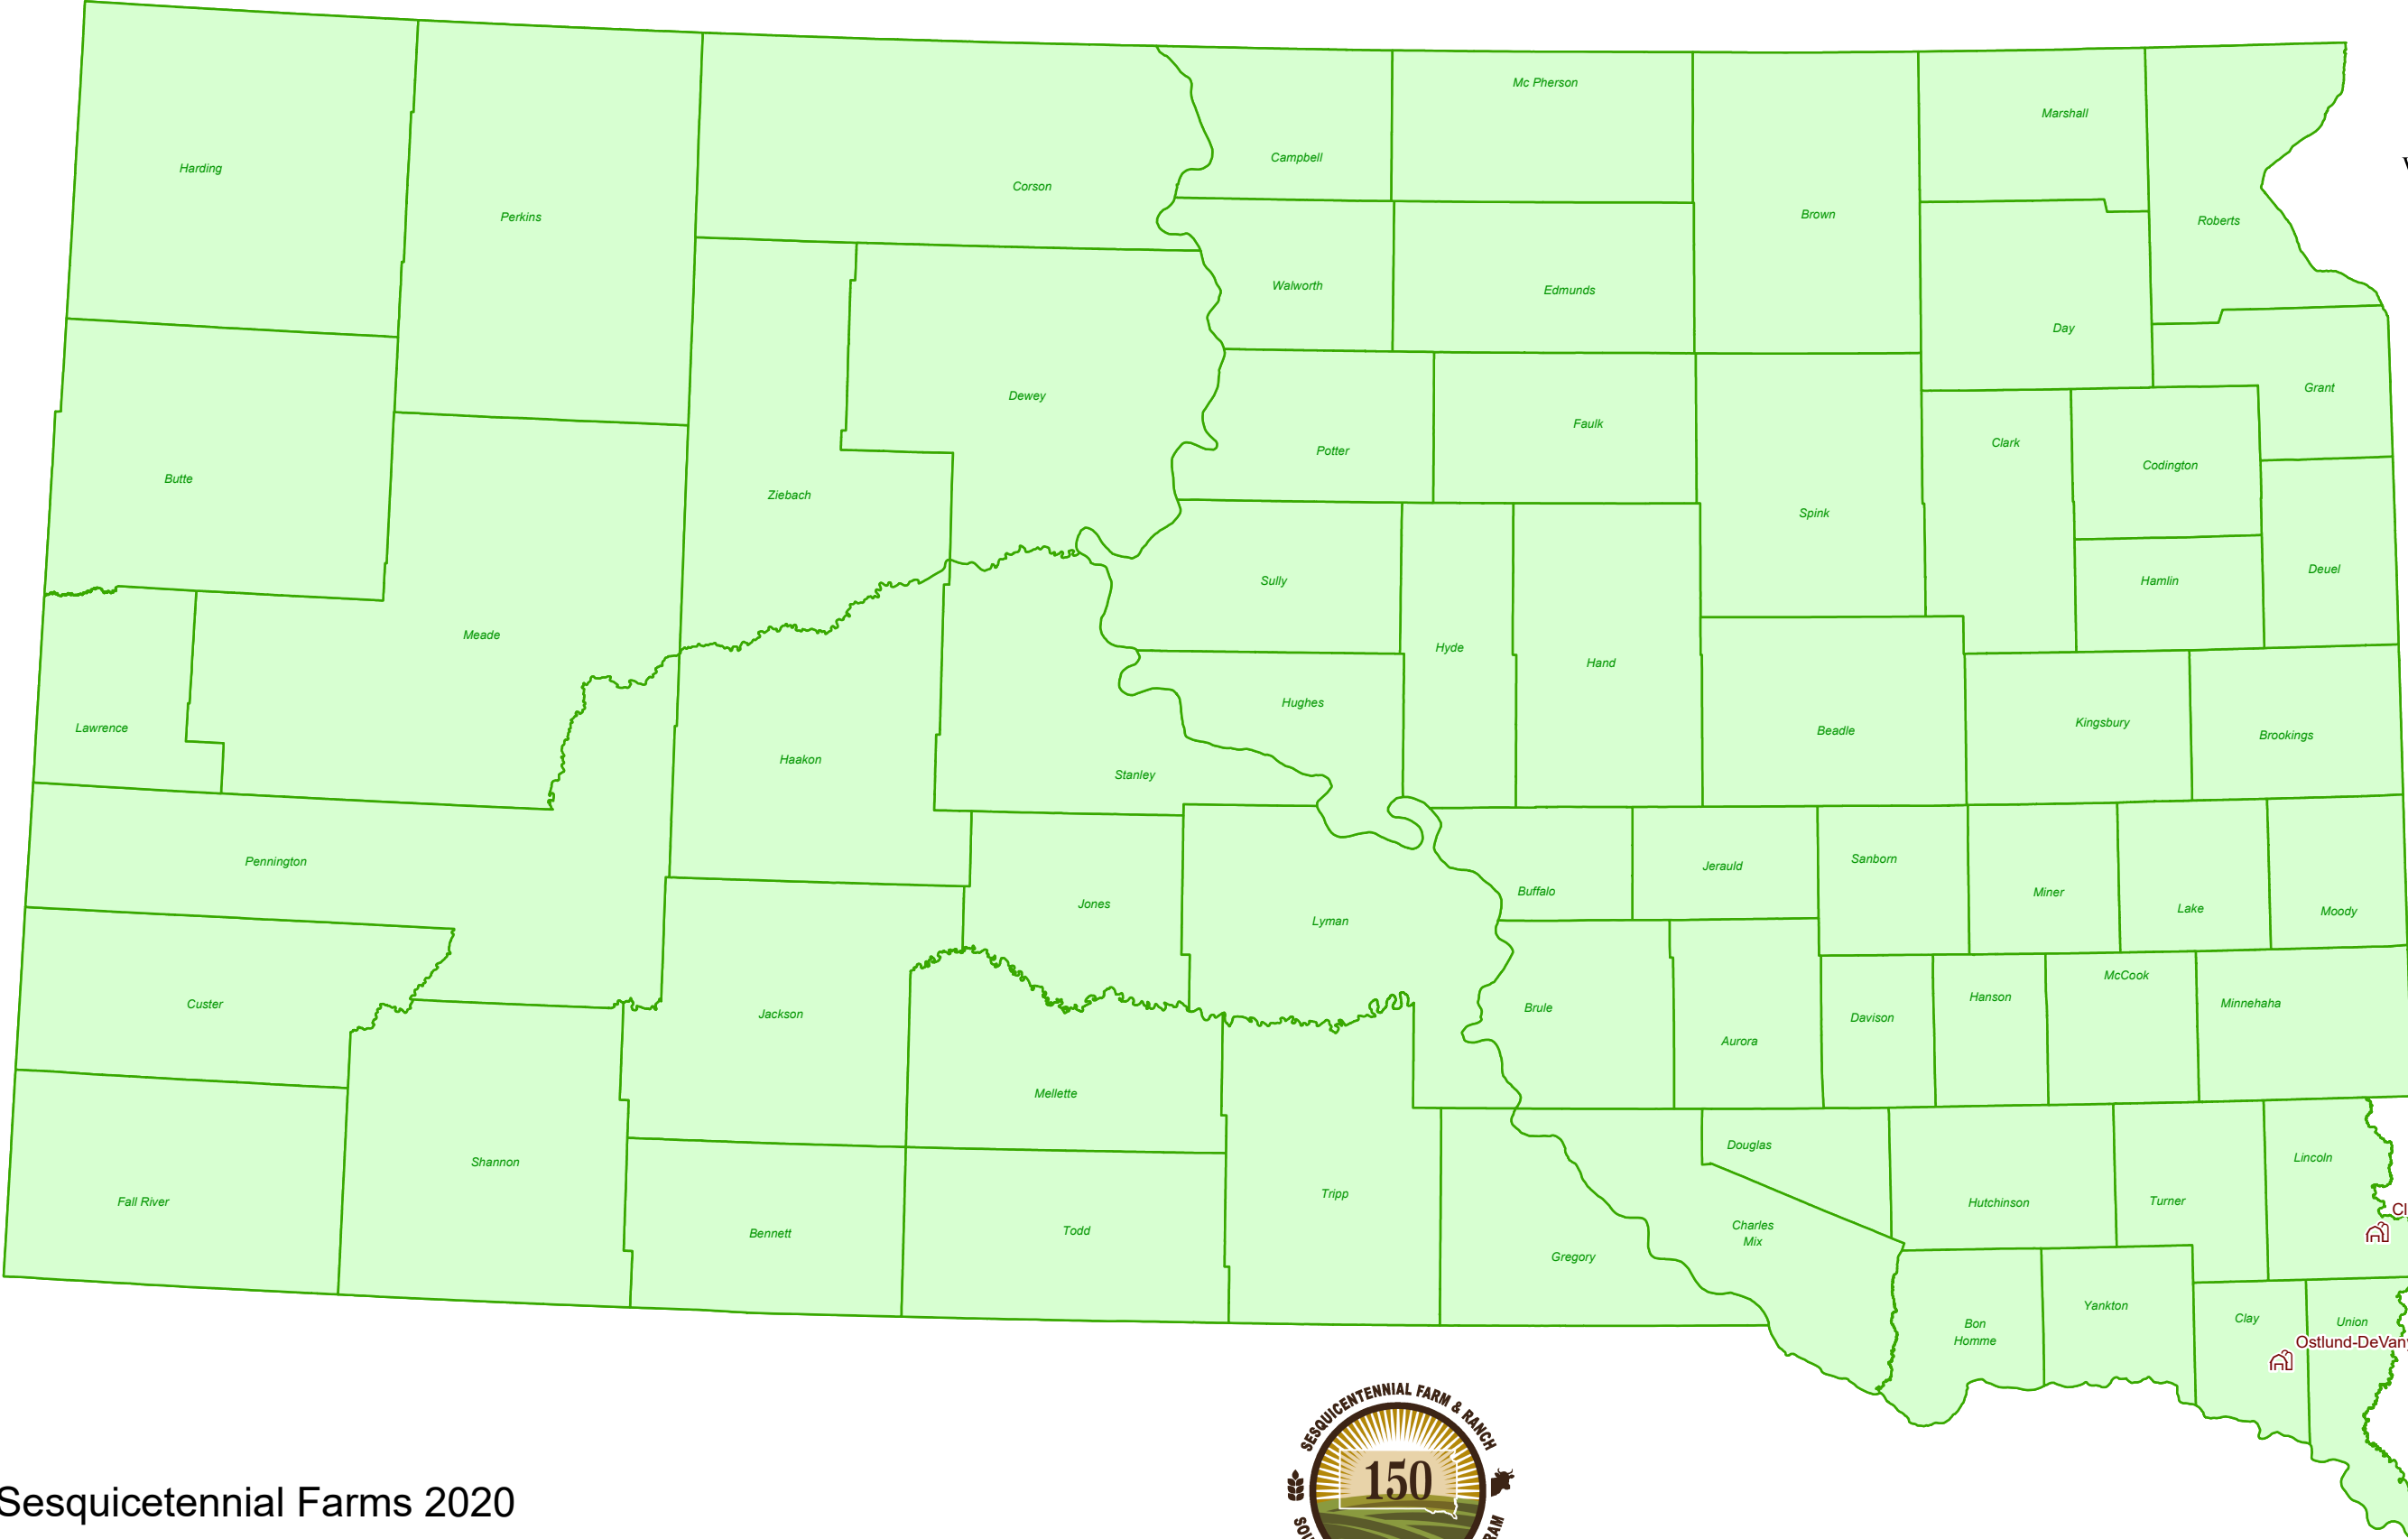 Mc Pherson
Marshall
Harding
Campbell
Corson
Perkins
Brown
Roberts
Walworth
Edmunds
Day
Dewey
Grant
Faulk
Clark
Potter
Codington
Butte
Ziebach
Spink
Deuel
Sully
Hamlin
Meade
Hyde
Hand
Hughes
Lawrence
Kingsbury
Beadle
Brookings
Haakon
Stanley
Pennington
Sanborn
Jerauld
Buffalo
Miner
Jones
Lake
Moody
Lyman
McCook
Hanson
Minnehaha
Custer
Brule
Jackson
Davison
Aurora
Mellette
Douglas
Lincoln
Shannon
Tripp
Fall River
Hutchinson
Turner
Charles
Mix
Todd
Bennett
Gregory
Cl
Yankton
Clay
Union
Bon
Homme
Ostlund-DeVan
SESQUICENTENNIAL FARM & RANCH
150
SOU
RAM
Sesquicetennial Farms 2020